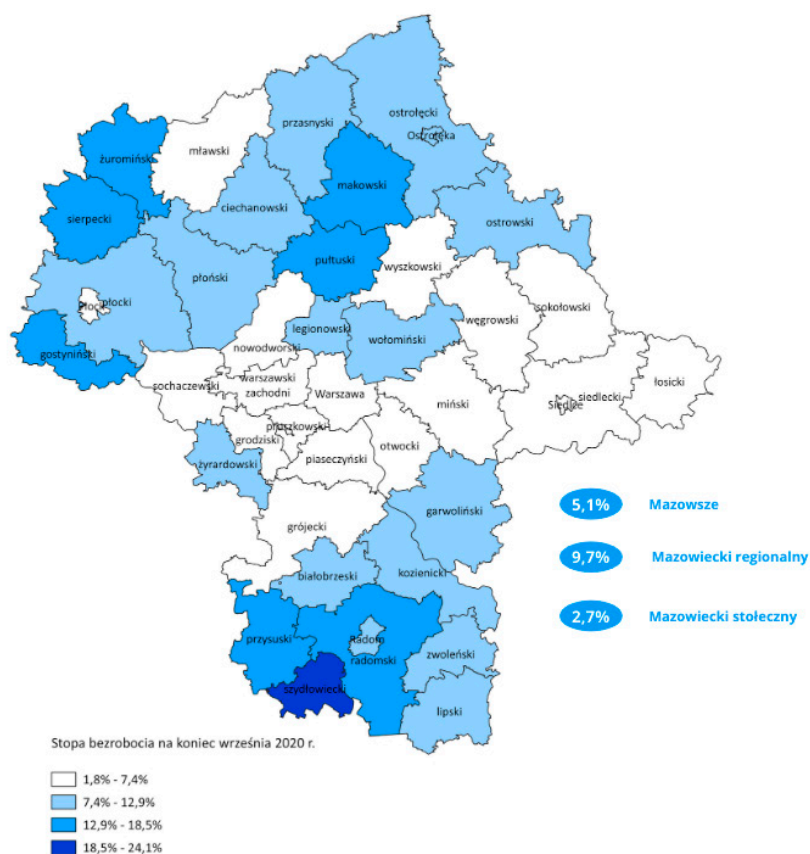 ostrołęcki
Ostrołęka
przasnyski
mławski
żuromiński
makowski
sierpecki
ciechanowski
ostrowski
pułtuski
wyszkowski
płoński
płocki
Płock
sokołowski
węgrowski
legionowski
wołomiński
gostyniński
nowodworski
sochaczewski
warszawski
zachodni
Warszawa
miński
siedlecki
Siedlce
łosicki
pruszkowski
grodziski
otwocki
piaseczyński
żyrardowski
garwoliński
5,1% Mazowsze
grójecki
9,7% Mazowiecki regionalny
białobrzeski
kozienicki
2,7% Mazowiecki stołeczny
przysuski
Radom
radomski
zwoleński
szydłowiecki
lipski
Stopa bezrobocia na koniec września 2020 r.
1,8% - 7,4%
7,4% - 12,9%
12,9% - 18,5%
18,5% - 24,1%